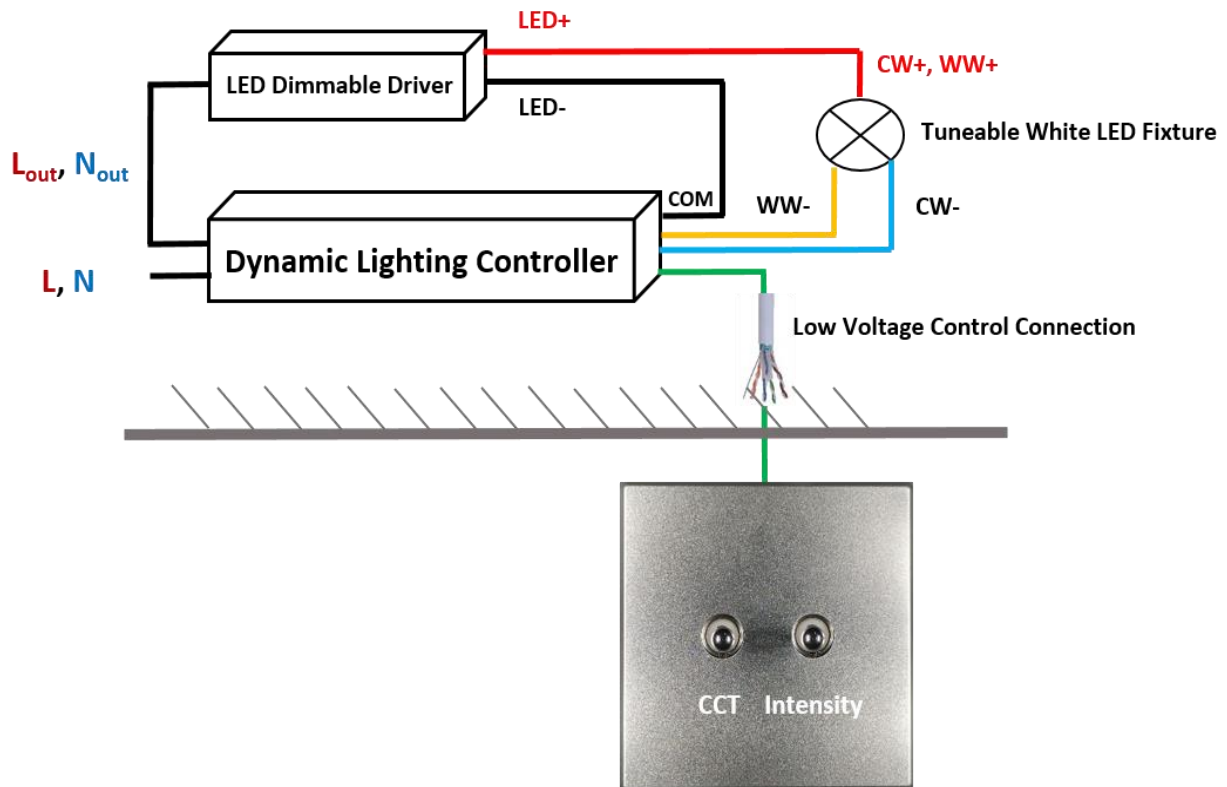 LED+
CW+, WW+
LED Dimmable Driver
LED-
Tuneable White LED Fixture
Lout, Nout
COM
WW-
CW-
Dynamic Lighting Controller
L, N
Low Voltage Control Connection
CCT Intensity